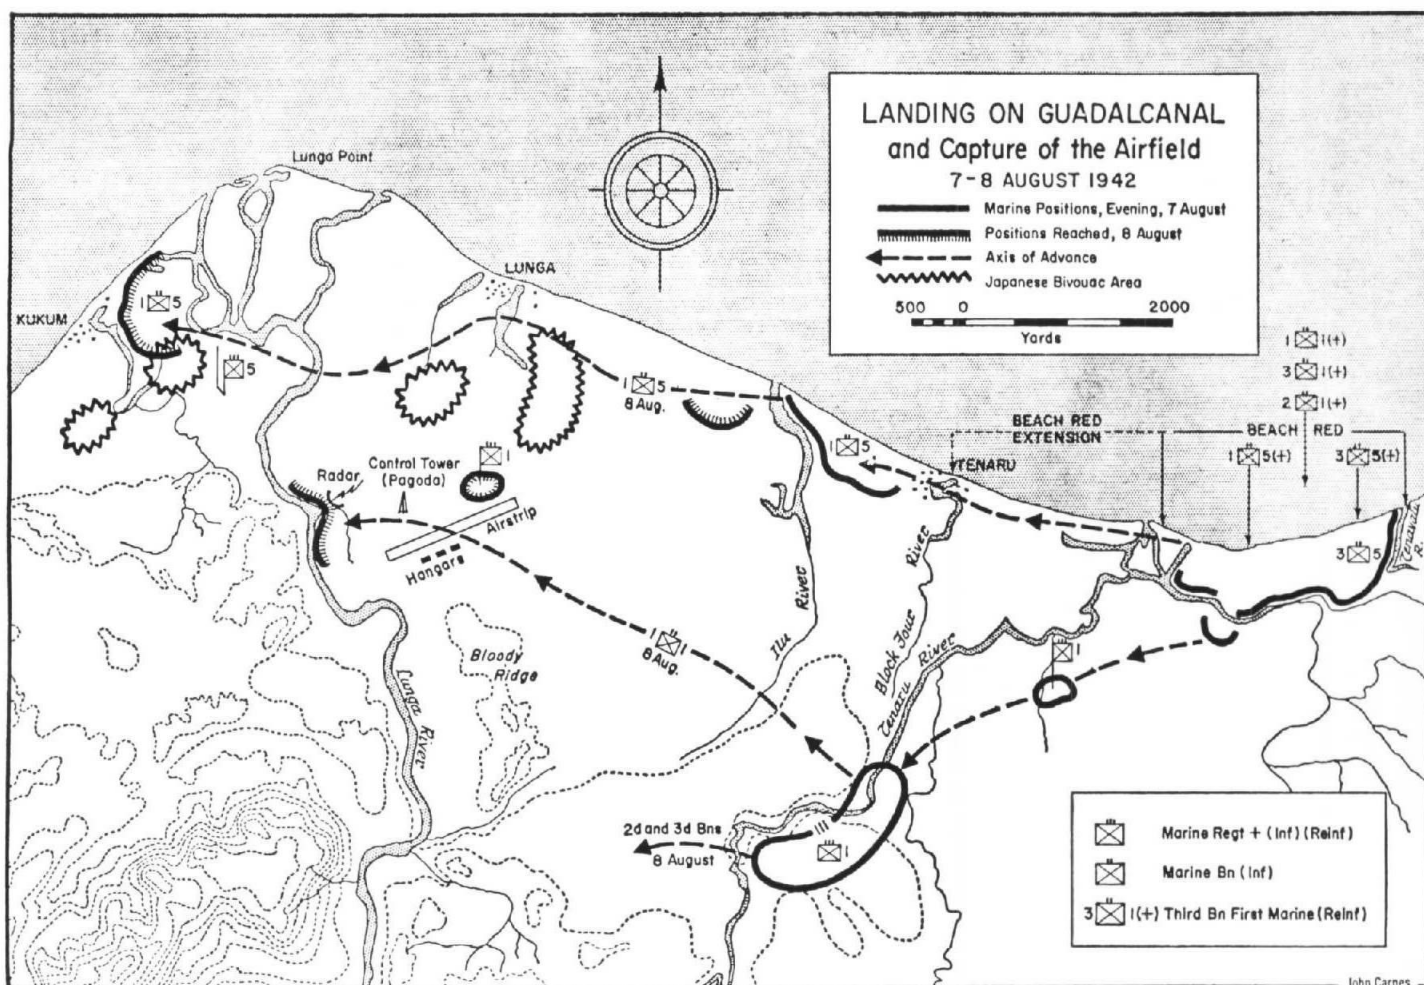 LANDING ON GUADALCANAL
and Capture of the Airfield
7-8 AUGUST 1942
Marine Positions, Evening, 7 August
Positions Reached, 8 August
Axis of Advance
Japanese Bivouac Area
500 0 2000
Yards
Lunga Point
LUNGA
KUKUM
1 5
5
1 5
8 Aug.
1 5
BEACH RED
EXTENSION
TENARU
1 1(+)
3 1(+)
2 1(+)
BEACH RED
1 5(+)
3 5(+)
3 5
Tenavatu
R.
Radar
Control Tower
(Pagoda)
1
Airstrip
Hangars
1 1
8 Aug.
Bloody
Ridge
Lunga
River
Ilu
River
Block Four
River
Tenaru
River
1
2d and 3d Bns
8 August
1
Marine Regt + (Inf) (Reinf)
Marine Bn (Inf)
3 1(+) Third Bn First Marine (Reinf)
John Carnes